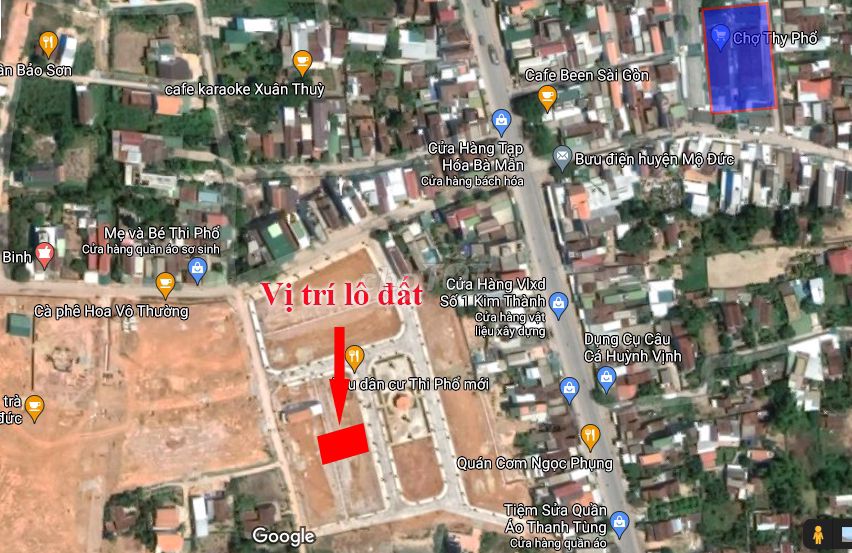 Chợ Thy Phổ
Bảo Sơn
cafe karaoke Xuân Thuỳ
Cafe Been Sài Gòn
Cửa Hàng Tạp
Hóa Bà Mẫn
Cửa hàng bách hóa
Bưu điện huyện Mộ Đức
Mẹ và Bé Thi Phổ
Cửa hàng quần áo sơ sinh
Binh
Cà phê Hoa Vô Thường
Vị trí lô đất
Cửa Hàng Vlxd
Số 1 Kim Thành
Cửa hàng vật
liệu xây dựng
Dụng Cụ Câu
Cá Huỳnh Vịnh
dân cư Thi Phổ mới
trà
đức
Quán Cơm Ngọc Phụng
Tiệm Sửa Quần
Áo Thanh Tùng
Cửa hàng quần áo
Google